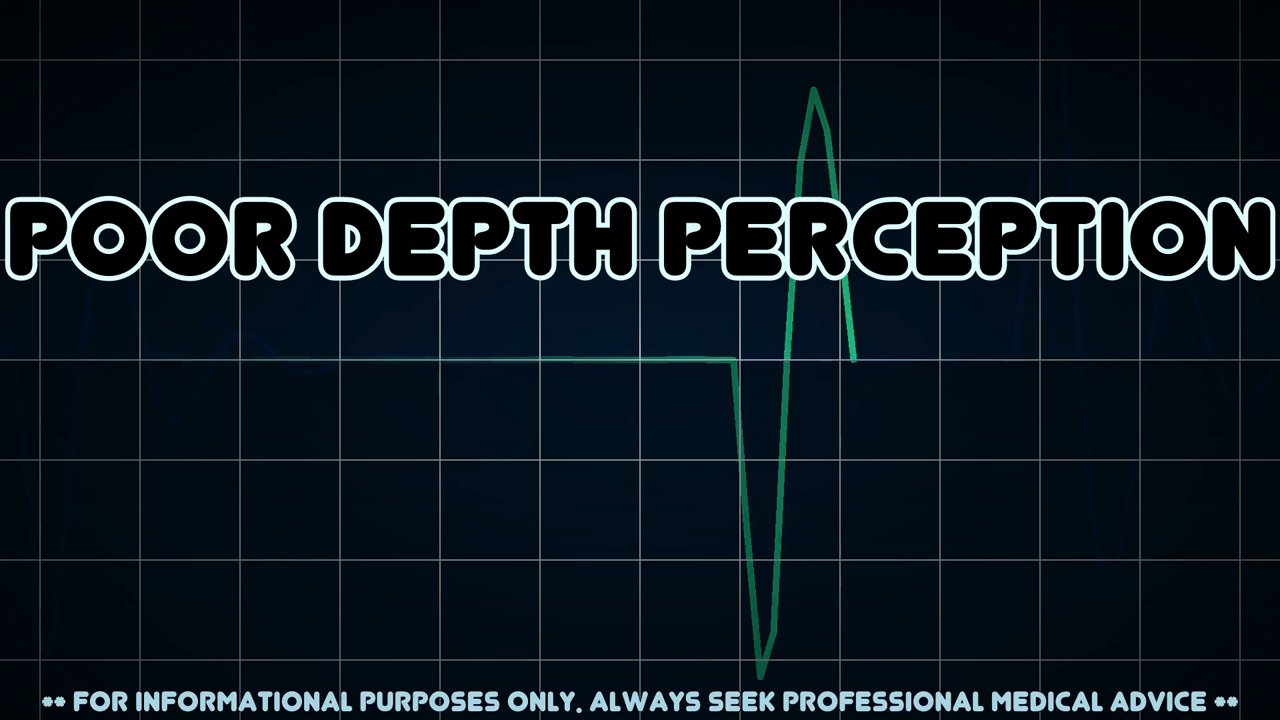 POOR DEPTH PERCEPTION
** FOR INFORMATIONAL PURPOSES ONLY. ALWAYS SEEK PROFESSIONAL MEDICAL ADVICE **